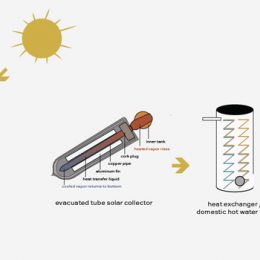 inner tank
heated vapor rises
cork plug
copper pipe
aluminum fin
heat transfer liquid
cooled vapor returns to bottom
evacuated tube solar collector
heat exchanger
domestic hot water